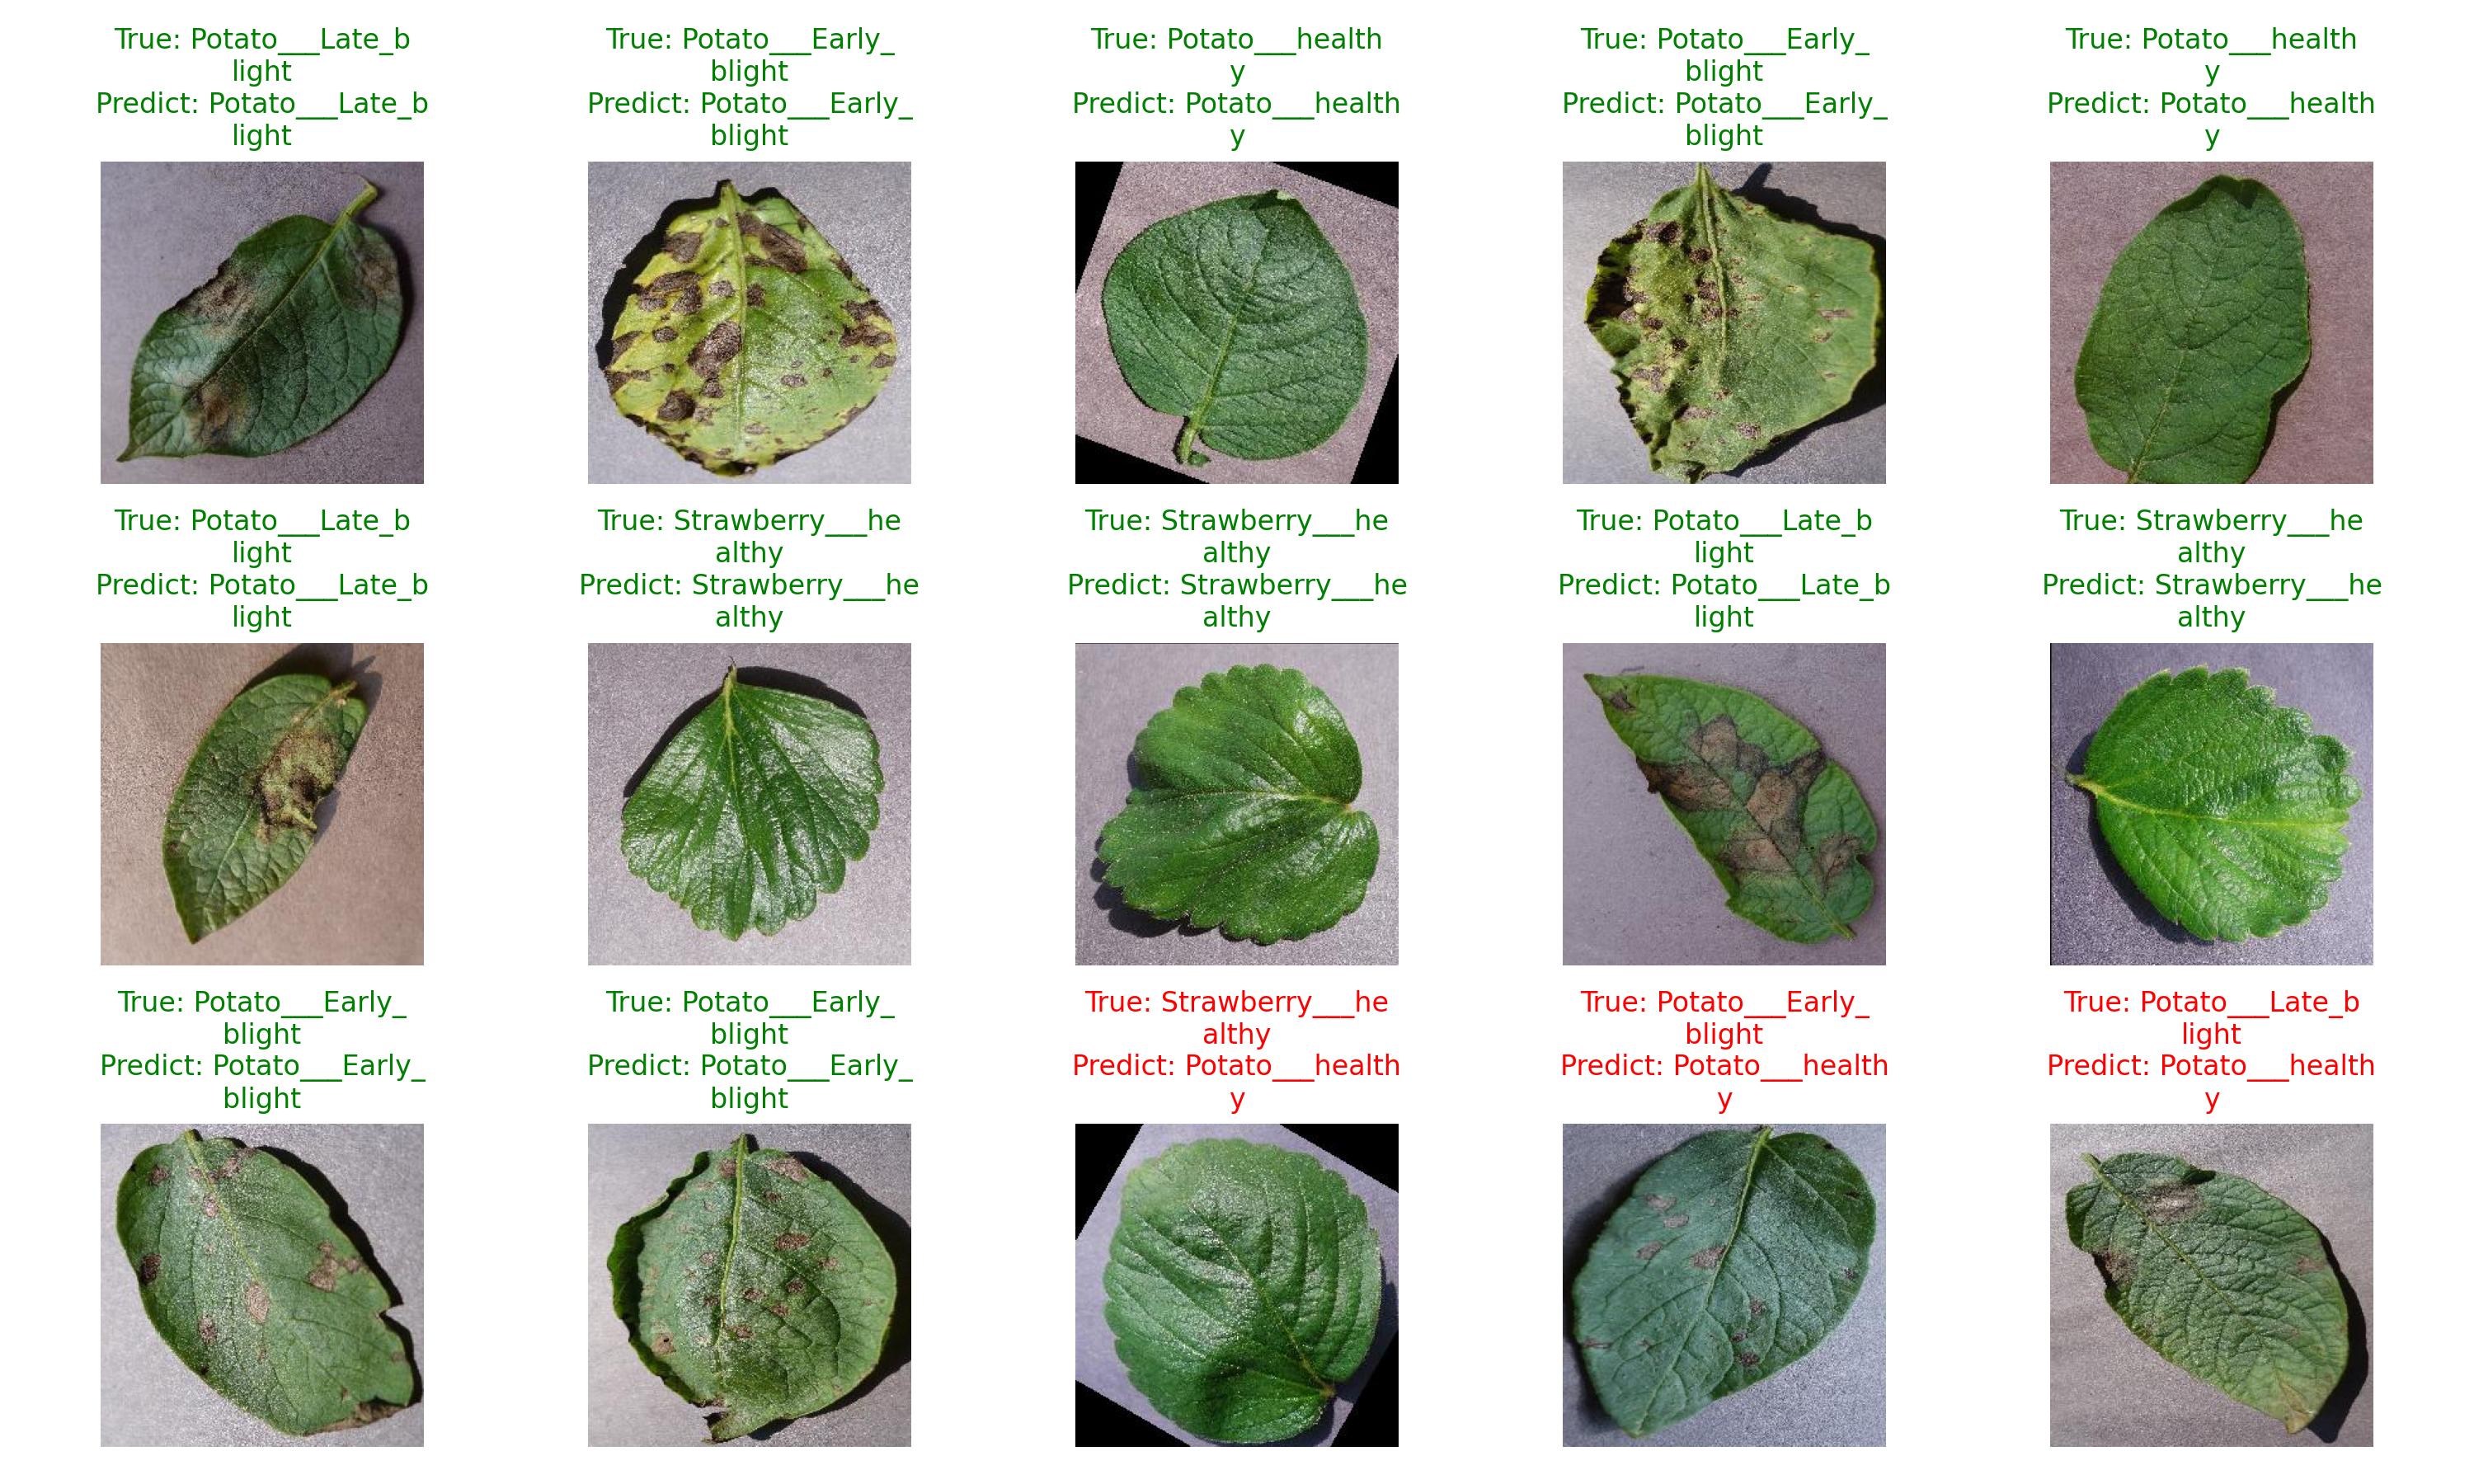 True: Potato___Late_b
light
Predict: Potato___Late_b
light
True: Potato___Early_
blight
Predict: Potato___Early_
blight
True: Potato___health
y
Predict: Potato___health
y
True: Potato___Early_
blight
Predict: Potato___Early_
blight
True: Potato___health
y
Predict: Potato___health
y
True: Potato___Late_b
light
Predict: Potato___Late_b
light
True: Strawberry___he
althy
Predict: Strawberry___he
althy
True: Strawberry___he
althy
Predict: Strawberry___he
althy
True: Potato___Late_b
light
Predict: Potato___Late_b
light
True: Strawberry___he
althy
Predict: Strawberry___he
althy
True: Potato___Early_
blight
Predict: Potato___Early_
blight
True: Potato___Early_
blight
Predict: Potato___Early_
blight
True: Strawberry___he
althy
Predict: Potato___health
y
True: Potato___Early_
blight
Predict: Potato___health
y
True: Potato___Late_b
light
Predict: Potato___health
y